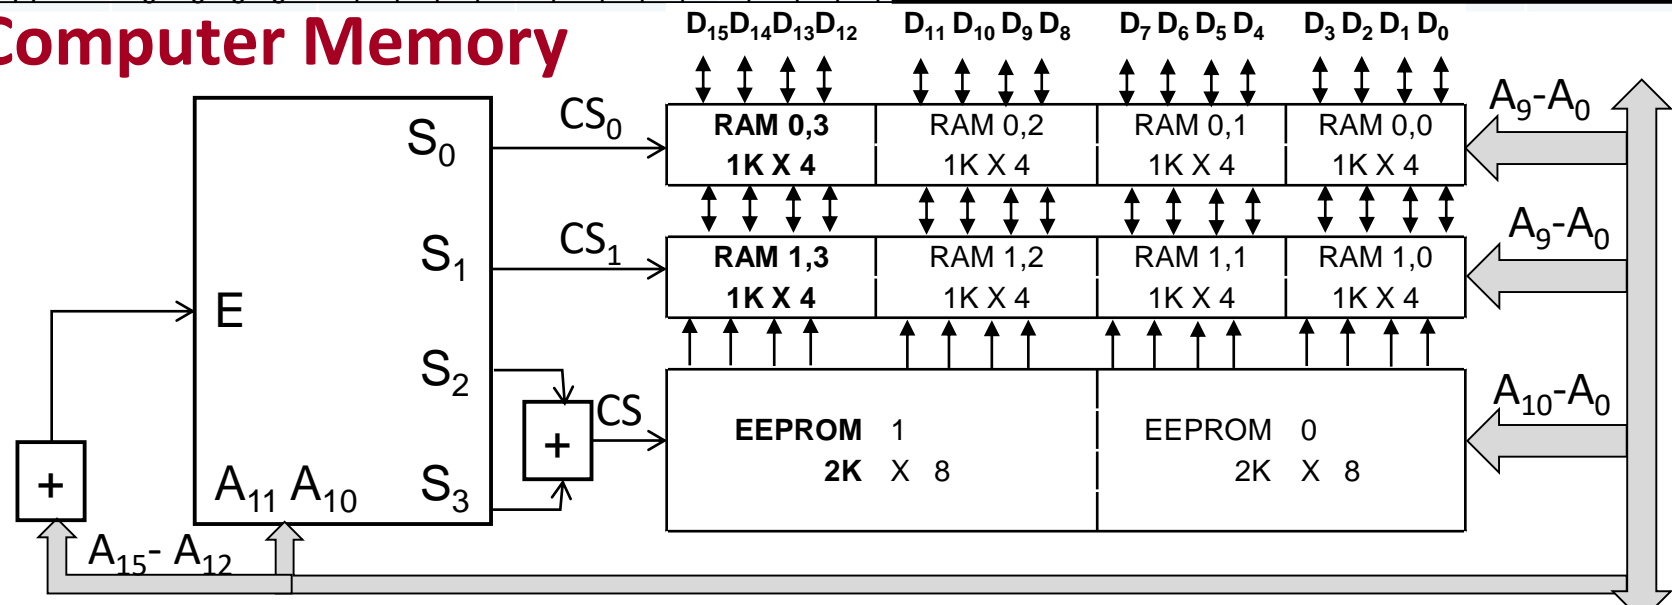 Computer Memory
D15D14D13D12 D11 D10 D9 D8 D7 D6 D5 D4 D3 D2 D1 D0
S0 CS0 RAM 0,3 RAM 0,2 RAM 0,1 RAM 0,0 A9-A0
1K X 4 1K X 4 1K X 4 1K X 4
S1 CS1 RAM 1,3 RAM 1,2 RAM 1,1 RAM 1,0 A9-A0
1K X 4 1K X 4 1K X 4 1K X 4
E
S2
CS A10-A0
+ EEPROM 1 EEPROM 0
2K X 8 2K X 8
+ A11 A10 S3
A15- A12